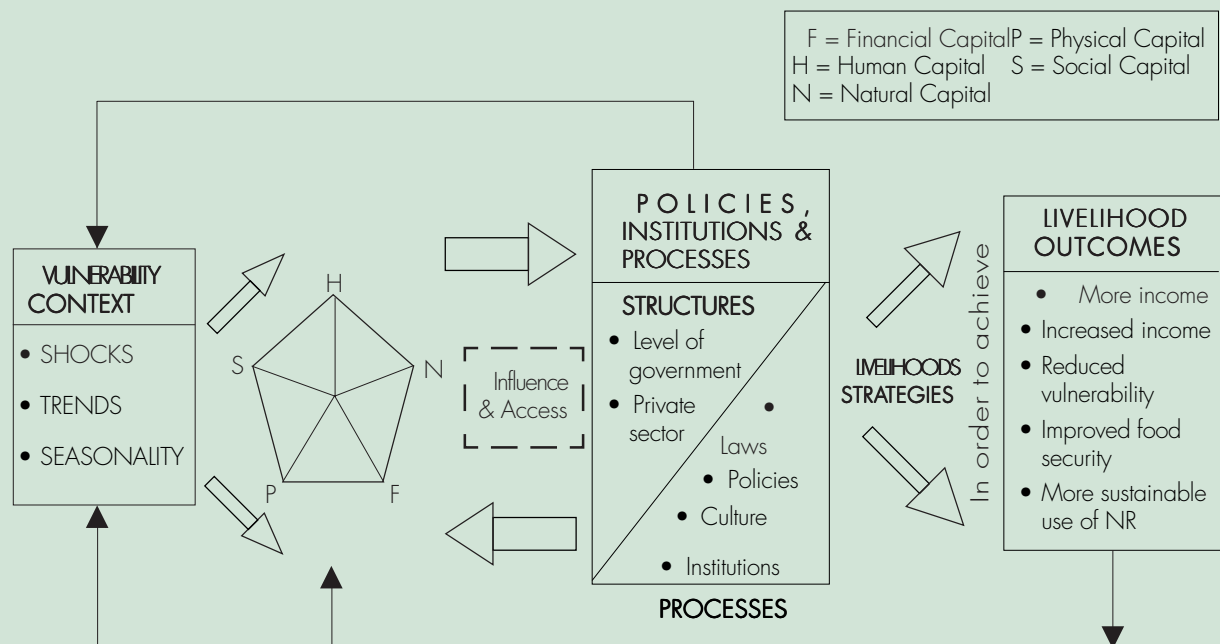 F = Financial CapitalP = Physical Capital
H = Human Capital S = Social Capital
N = Natural Capital
VULNERABILITY
CONTEXT
• SHOCKS
• TRENDS
• SEASONALITY
H
S
N
P
F
Influence
& Access
POLICIES,
INSTITUTIONS &
PROCESSES
STRUCTURES
• Level of
government
• Private
sector
•
Laws
• Policies
• Culture
• Institutions
PROCESSES
LIVELIHOODS
STRATEGIES
In order to achieve
LIVELIHOOD
OUTCOMES
• More income
• Increased income
• Reduced
vulnerability
• Improved food
security
• More sustainable
use of NR